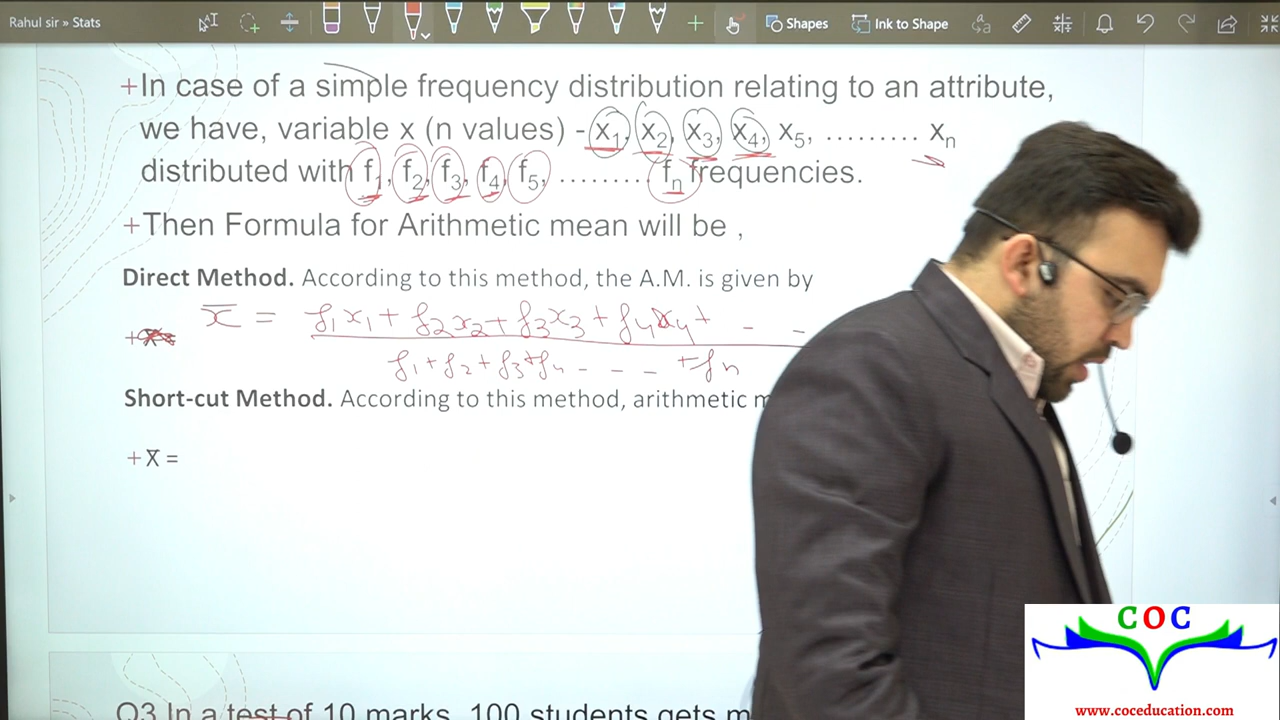 Rahul sir » Stats
Shapes
Ink to Shape
+In case of a simple frequency distribution relating to an attribute,
we have, variable x (n values) - x₁, x₂, x₃, x₄, x₅, ……… xₙ
distributed with f₁, f₂, f₃, f₄, f₅, ……… fₙ frequencies.
+Then Formula for Arithmetic mean will be ,
Direct Method. According to this method, the A.M. is given by
x̄ = f₁x₁ + f₂x₂ + f₃x₃ + f₄x₄ + - -
f₁ + f₂ + f₃ + f₄ - - - + fₙ
Short-cut Method. According to this method, arithmetic
+ X̄ =
Q3 In a test of 10 marks, 100 students gets
COC
www.coceducation.com